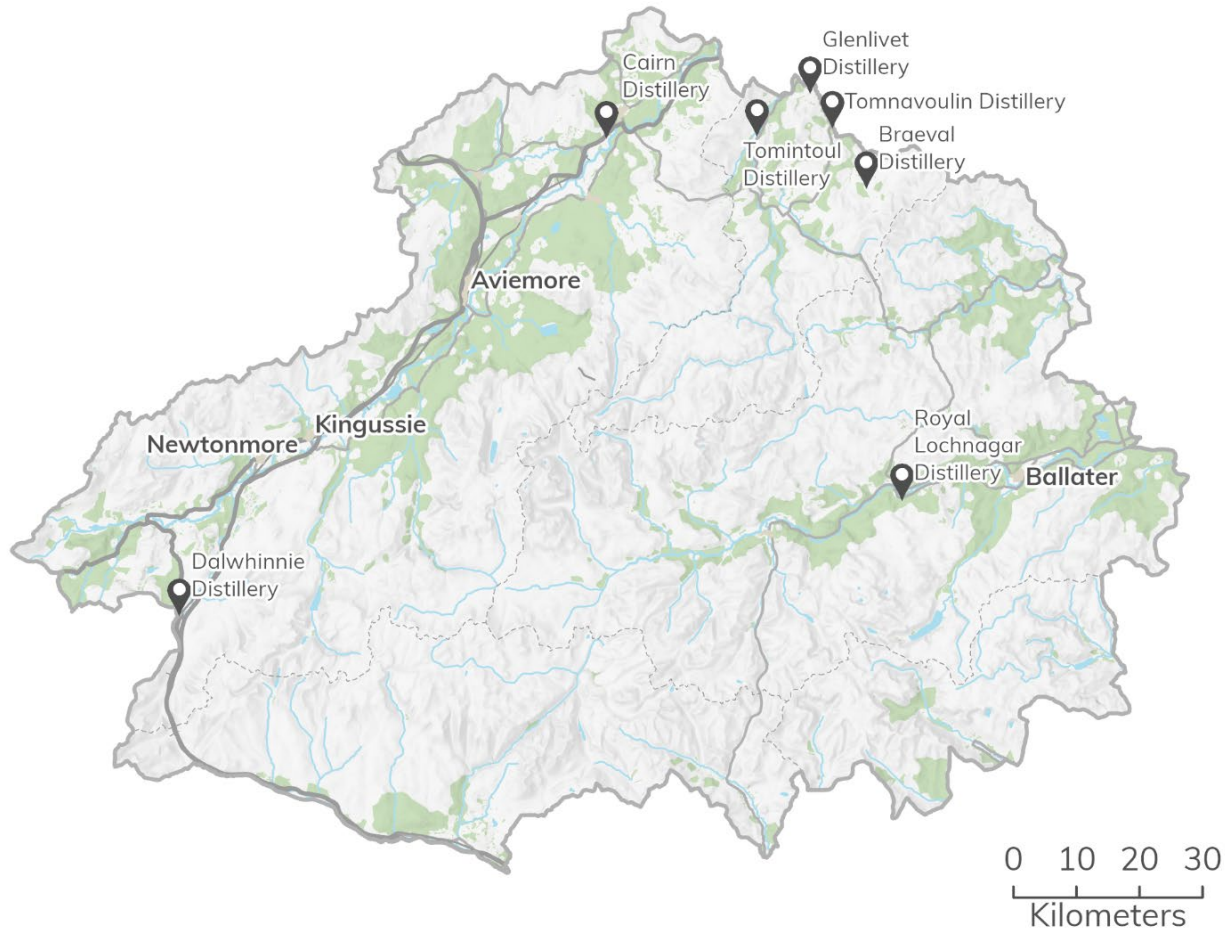 Glenlivet
Distillery
Cairn
Distillery
Tomnavoulin Distillery
Braeval
Distillery
Tomintoul
Distillery
Aviemore
Kingussie
Newtonmore
Royal
Lochnagar
Distillery
Ballater
Dalwhinnie
Distillery
0 10 20 30
Kilometers